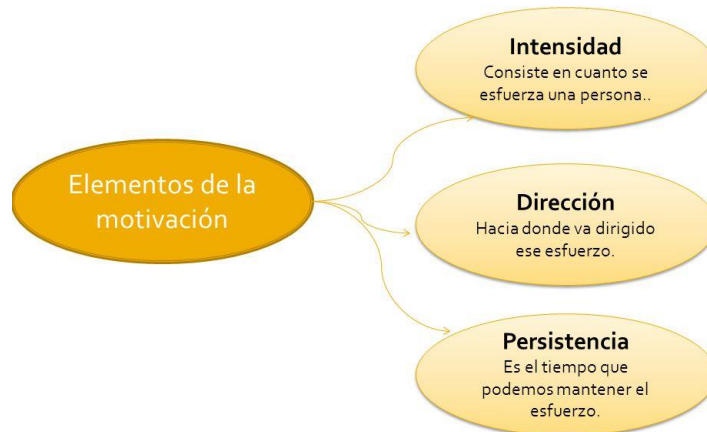 Elementos de la
motivación
Intensidad
Consiste en cuanto se
esfuerza una persona..
Dirección
Hacia donde va dirigido
ese esfuerzo.
Persistencia
Es el tiempo que
podemos mantener el
esfuerzo.